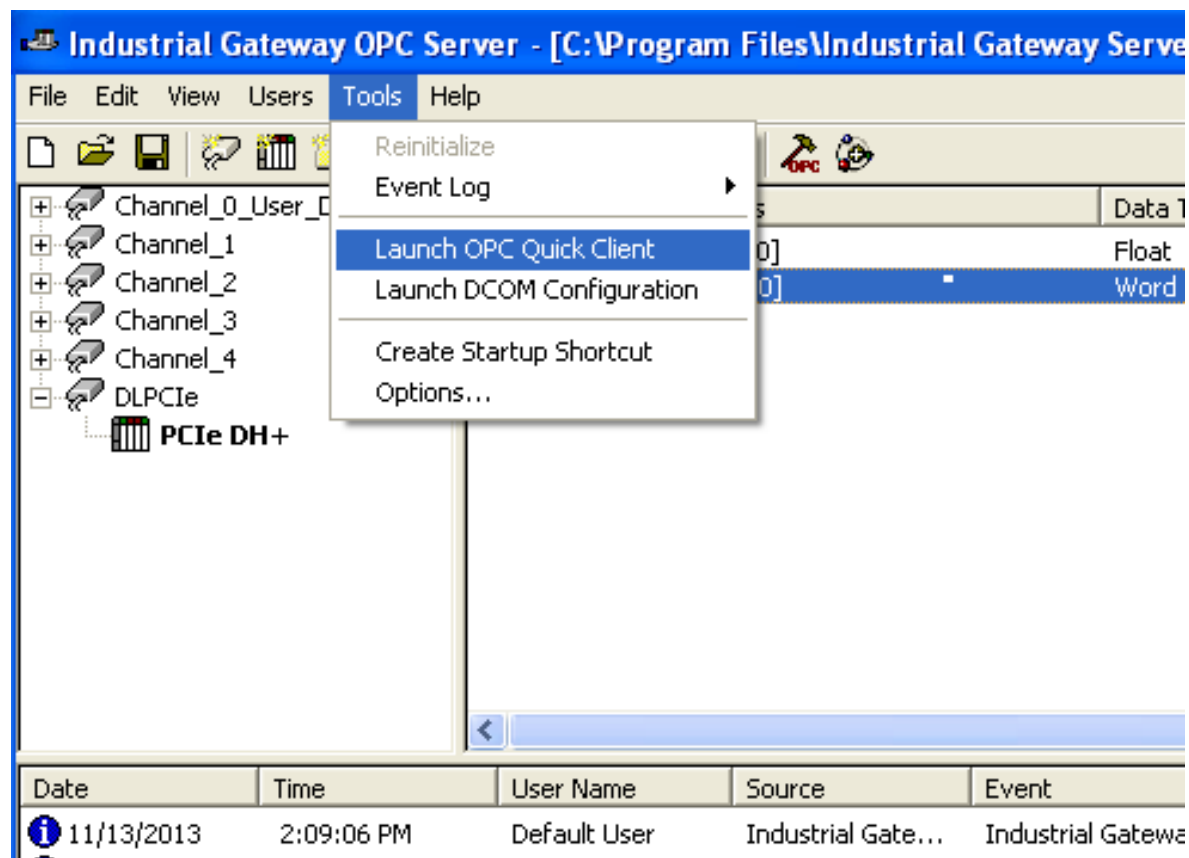 Industrial Gateway OPC Server - [C:\Program Files\Industrial Gateway Serve
File Edit View Users Tools Help
Reinitialize
Event Log
Launch OPC Quick Client
Launch DCOM Configuration
Create Startup Shortcut
Options...
OPC
Channel_0_User_D
Channel_1
Channel_2
Channel_3
Channel_4
DLPCIe
PCIe DH+
s Data T
0] Float
0] Word
Date Time User Name Source Event
11/13/2013 2:09:06 PM Default User Industrial Gate... Industrial Gatewa